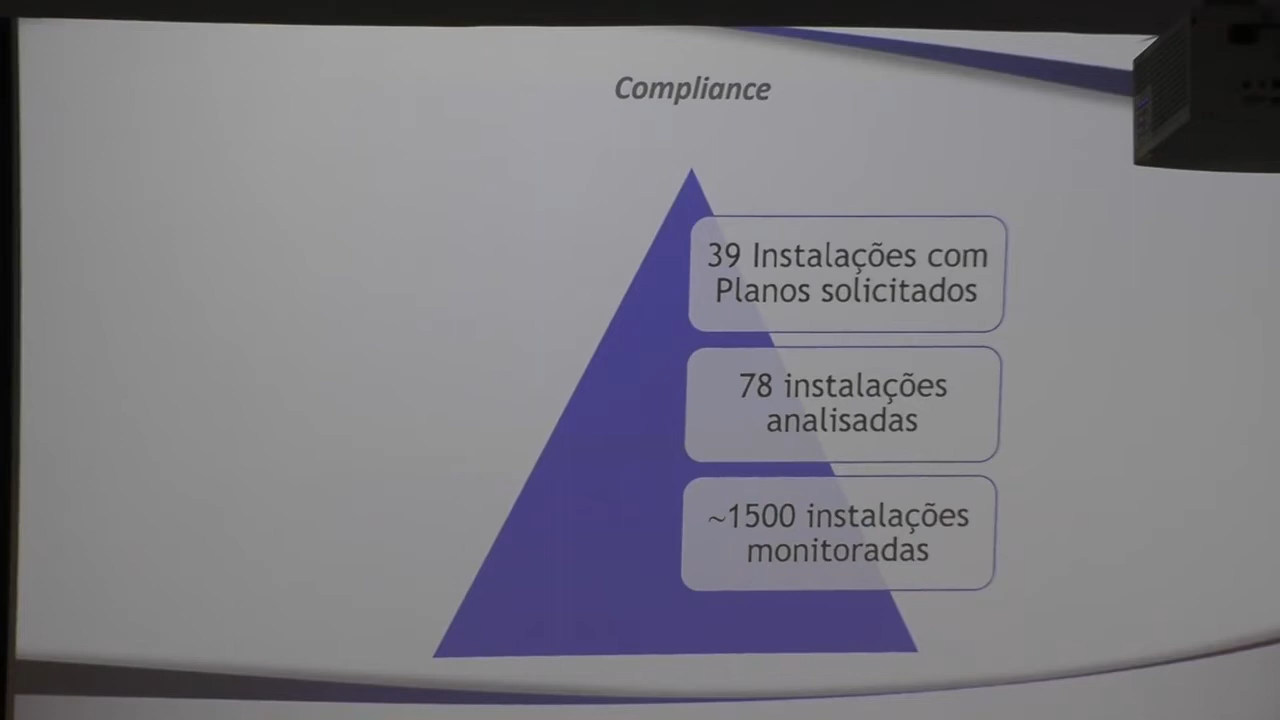 Compliance
39 Instalações com
Planos solicitados
78 instalações
analisadas
~1500 instalações
monitoradas